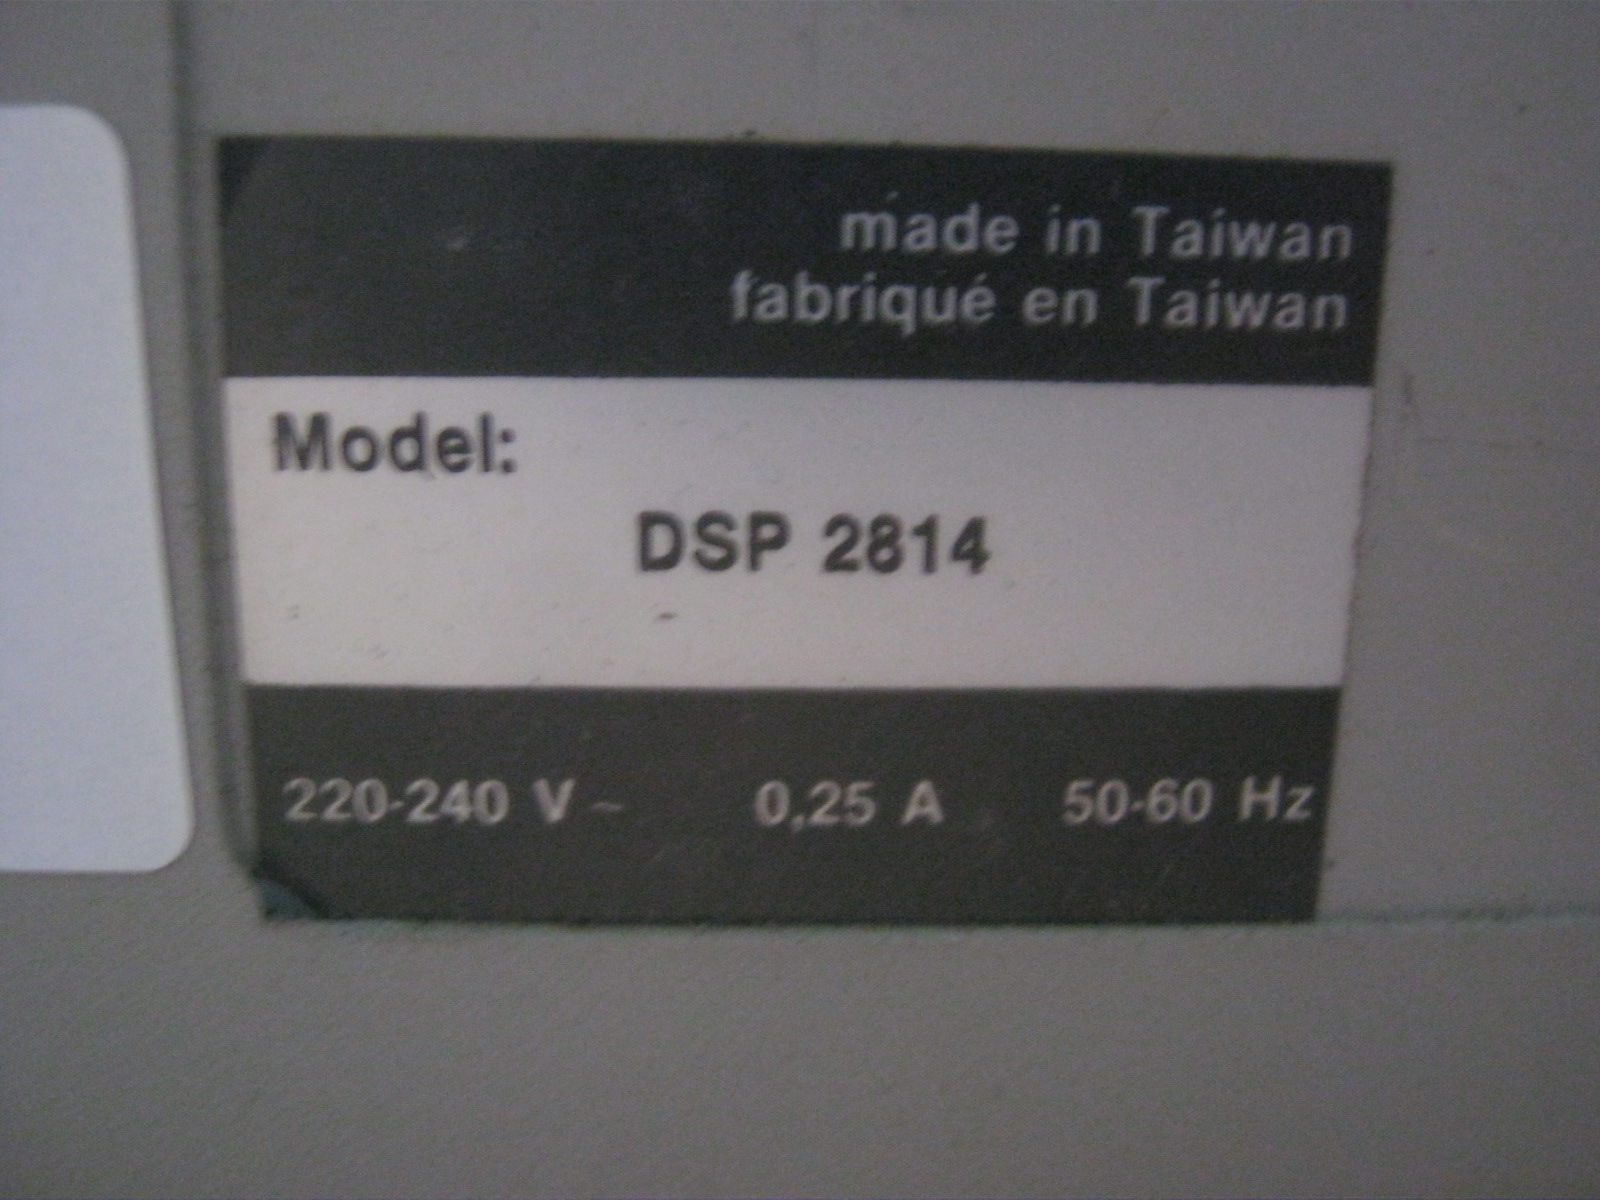 made in Taiwan
fabriqué en Taiwan
Model:
DSP 2814
220-240 V ~ 0,25 A 50-60 Hz